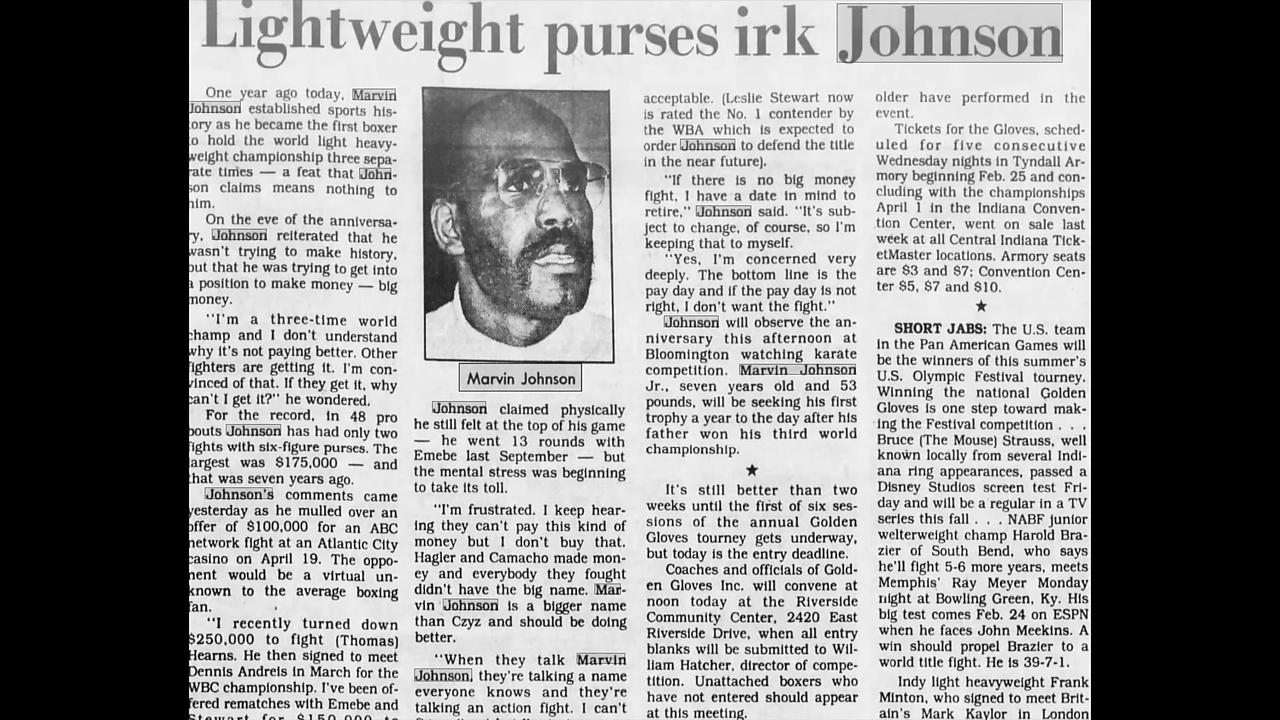 Lightweight purses irk Johnson
One year ago today, Marvin
Johnson established sports his-
ory as he became the first boxer
o hold the world light heavy-
weight championship three sepa-
rate times — a feat that John-
son claims means nothing to
him.
On the eve of the anniversa-
ry, Johnson reiterated that he
wasn't trying to make history,
but that he was trying to get into
a position to make money — big
money.
"I'm a three-time world
champ and I don't understand
why it's not paying better. Other
fighters are getting it. I'm con-
vinced of that. If they get it, why
can't I get it?" he wondered.
For the record, in 48 pro
bouts Johnson has had only two
fights with six-figure purses. The
largest was $175,000 — and
that was seven years ago.
Johnson's comments came
yesterday as he mulled over an
offer of $100,000 for an ABC
network fight at an Atlantic City
casino on April 19. The oppo-
nent would be a virtual un-
known to the average boxing
fan.
"I recently turned down
$250,000 to fight (Thomas)
Hearns. He then signed to meet
Dennis Andreis in March for the
WBC championship. I've been of-
fered rematches with Emebe and
Stewart for $150,000 to
Marvin Johnson
Johnson claimed physically
he still felt at the top of his game
— he went 13 rounds with
Emebe last September — but
the mental stress was beginning
to take its toll.
"I'm frustrated. I keep hear-
ing they can't pay this kind of
money but I don't buy that.
Hagler and Camacho made mon-
ey and everybody they fought
didn't have the big name. Mar-
vin Johnson is a bigger name
than Czyz and should be doing
better.
"When they talk Marvin
Johnson, they're talking a name
everyone knows and they're
talking an action fight. I can't
acceptable. (Leslie Stewart now
is rated the No. 1 contender by
the WBA which is expected to
order Johnson to defend the title
in the near future).
"If there is no big money
fight, I have a date in mind to
retire," Johnson said. "It's sub-
ject to change, of course, so I'm
keeping that to myself.
"Yes, I'm concerned very
deeply. The bottom line is the
pay day and if the pay day is not
right, I don't want the fight."
Johnson will observe the an-
niversary this afternoon at
Bloomington watching karate
competition. Marvin Johnson
Jr., seven years old and 53
pounds, will be seeking his first
trophy a year to the day after his
father won his third world
championship.
★
It's still better than two
weeks until the first of six ses-
sions of the annual Golden
Gloves tourney gets underway,
but today is the entry deadline.
Coaches and officials of Gold-
en Gloves Inc. will convene at
noon today at the Riverside
Community Center, 2420 East
Riverside Drive, when all entry
blanks will be submitted to Wil-
liam Hatcher, director of compe-
tition. Unattached boxers who
have not entered should appear
at this meeting.
older have performed in the
event.
Tickets for the Gloves, sched-
uled for five consecutive
Wednesday nights in Tyndall Ar-
mory beginning Feb. 25 and con-
cluding with the championships
April 1 in the Indiana Conven-
tion Center, went on sale last
week at all Central Indiana Tick-
etMaster locations. Armory seats
are $3 and $7; Convention Cen-
ter $5, $7 and $10.
★
SHORT JABS: The U.S. team
in the Pan American Games will
be the winners of this summer's
U.S. Olympic Festival tourney.
Winning the national Golden
Gloves is one step toward mak-
ing the Festival competition . . .
Bruce (The Mouse) Strauss, well
known locally from several Indi-
ana ring appearances, passed a
Disney Studios screen test Fri-
day and will be a regular in a TV
series this fall . . . NABF junior
welterweight champ Harold Bra-
zier of South Bend, who says
he'll fight 5-6 more years, meets
Memphis' Ray Meyer Monday
night at Bowling Green, Ky. His
big test comes Feb. 24 on ESPN
when he faces John Meekins. A
win should propel Brazier to a
world title fight. He is 39-7-1.
Indy light heavyweight Frank
Minton, who signed to meet Brit-
ain's Mark Kaylor in London